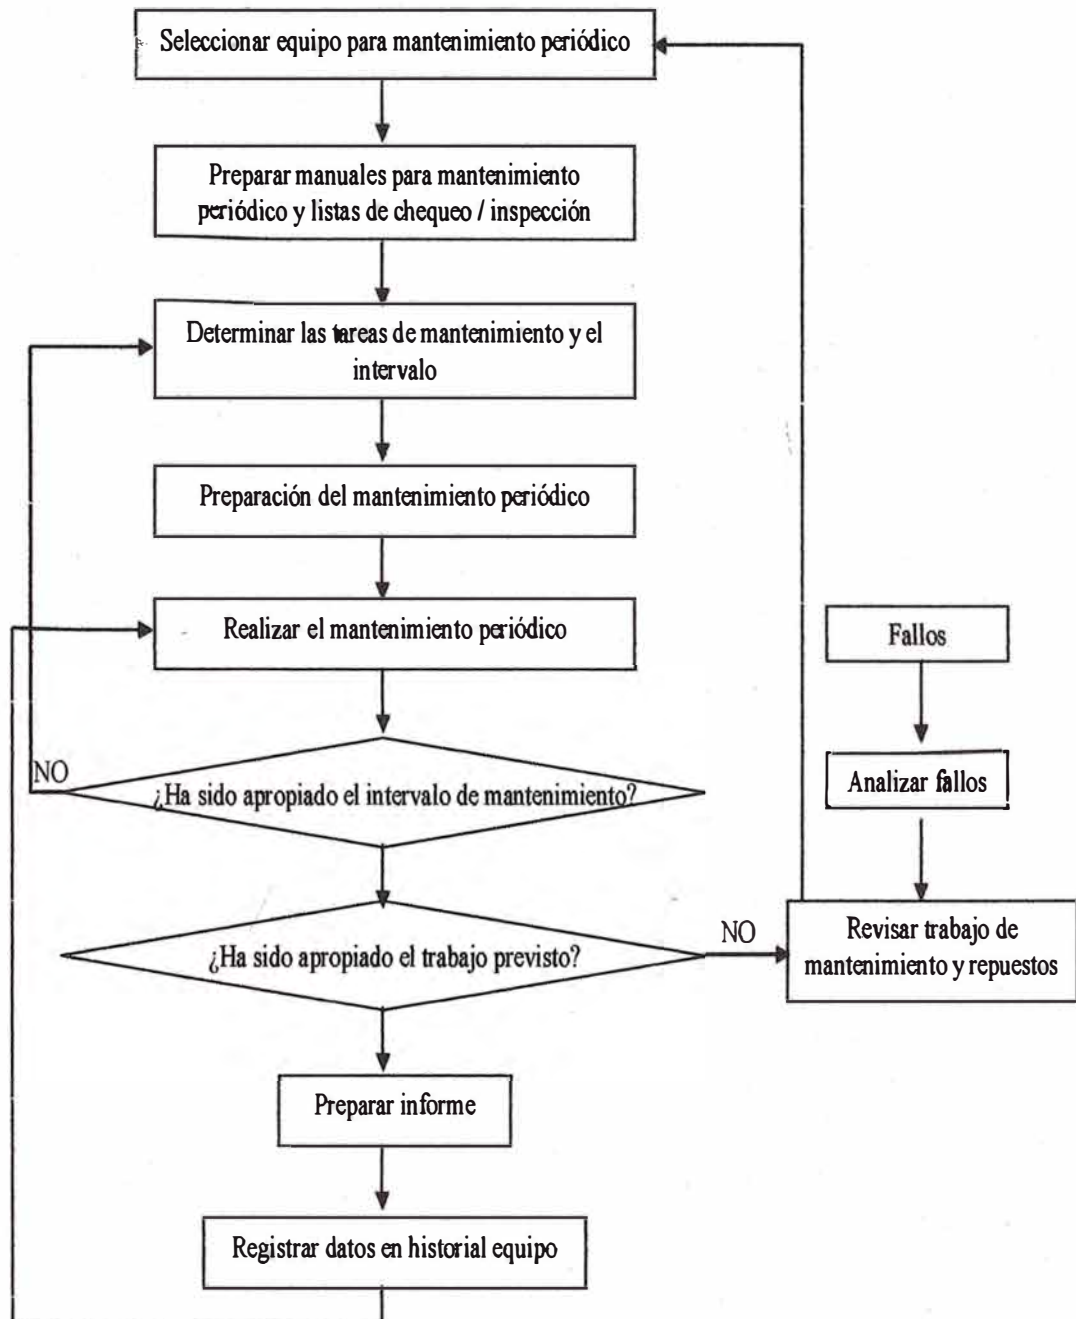 Seleccionar equipo para mantenimiento periódico
Preparar manuales para mantenimiento
periódico y listas de chequeo / inspección
Determinar las tareas de mantenimiento y el
intervalo
Preparación del mantenimiento periódico
Realizar el mantenimiento periódico
Fallos
NO
¿Ha sido apropiado el intervalo de mantenimiento?
Analizar fallos
¿Ha sido apropiado el trabajo previsto?
NO
Revisar trabajo de
mantenimiento y repuestos
Preparar informe
Registrar datos en historial equipo